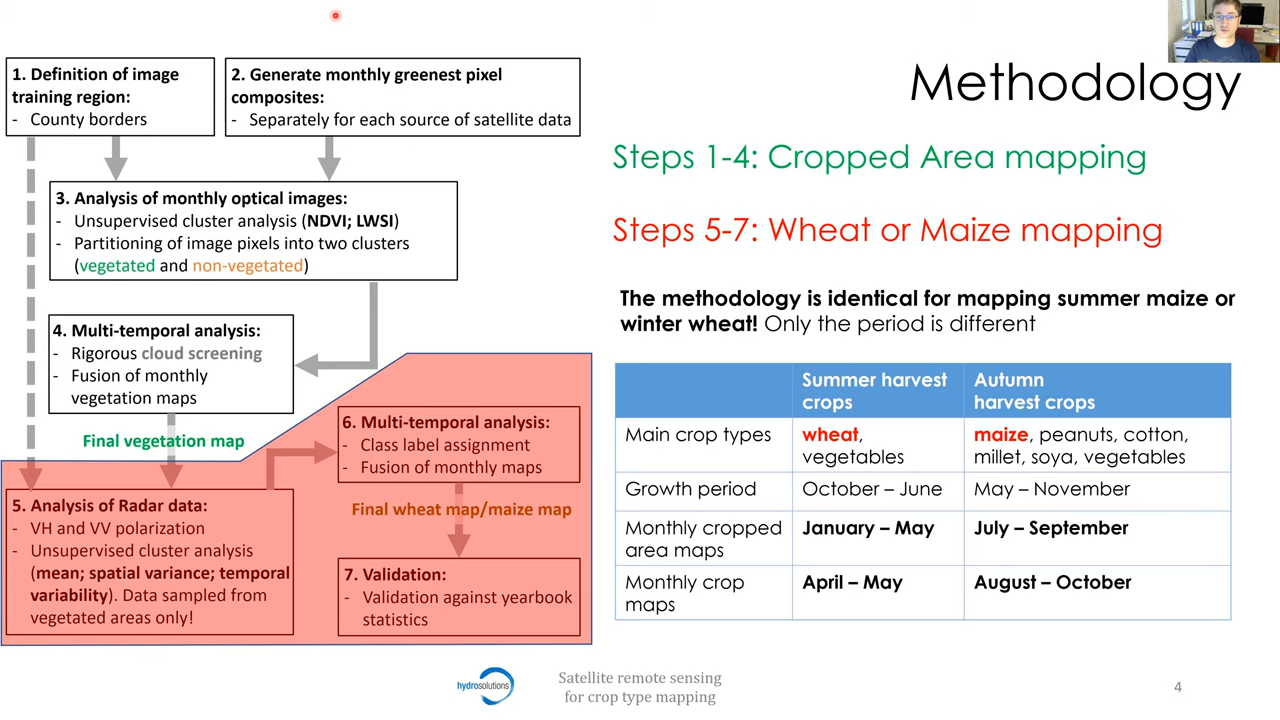 Methodology
1. Definition of image
training region:
- County borders
2. Generate monthly greenest pixel
composites:
- Separately for each source of satellite data
3. Analysis of monthly optical images:
- Unsupervised cluster analysis (NDVI; LWSI)
- Partitioning of image pixels into two clusters
(vegetated and non-vegetated)
4. Multi-temporal analysis:
- Rigorous cloud screening
- Fusion of monthly
vegetation maps
Final vegetation map
5. Analysis of Radar data:
- VH and VV polarization
- Unsupervised cluster analysis
(mean; spatial variance; temporal
variability). Data sampled from
vegetated areas only!
6. Multi-temporal analysis:
- Class label assignment
- Fusion of monthly maps
Final wheat map/maize map
7. Validation:
- Validation against yearbook
statistics
Steps 1-4: Cropped Area mapping
Steps 5-7: Wheat or Maize mapping
The methodology is identical for mapping summer maize or
winter wheat! Only the period is different
Summer harvest
crops
Autumn
harvest crops
Main crop types
wheat,
vegetables
maize, peanuts, cotton,
millet, soya, vegetables
Growth period
October – June
May – November
Monthly cropped
area maps
January – May
July – September
Monthly crop
maps
April – May
August – October
hydrosolutions
Satellite remote sensing
for crop type mapping
4